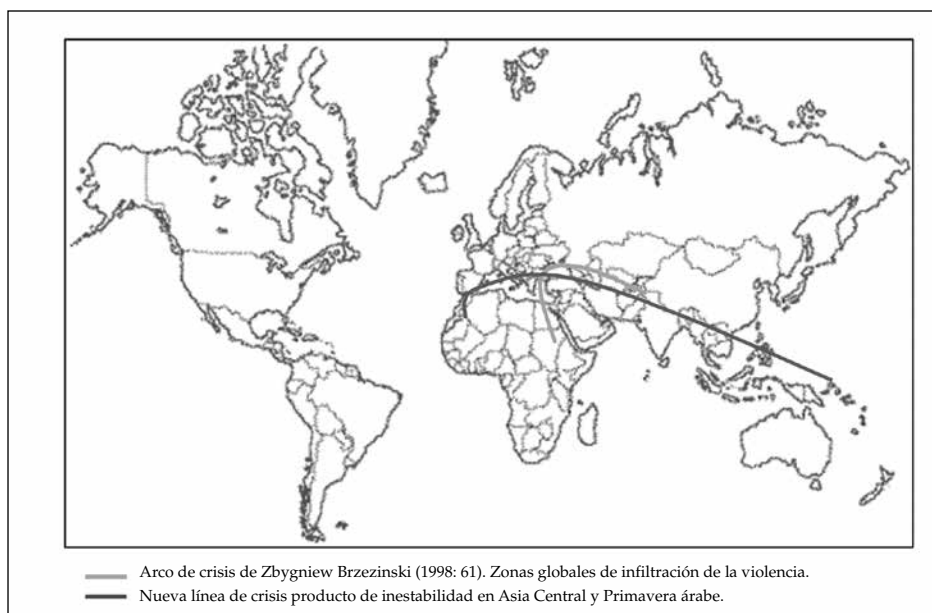 Arco de crisis de Zbygniew Brzezinski (1998: 61). Zonas globales de infiltración de la violencia.
Nueva línea de crisis producto de inestabilidad en Asia Central y Primavera árabe.